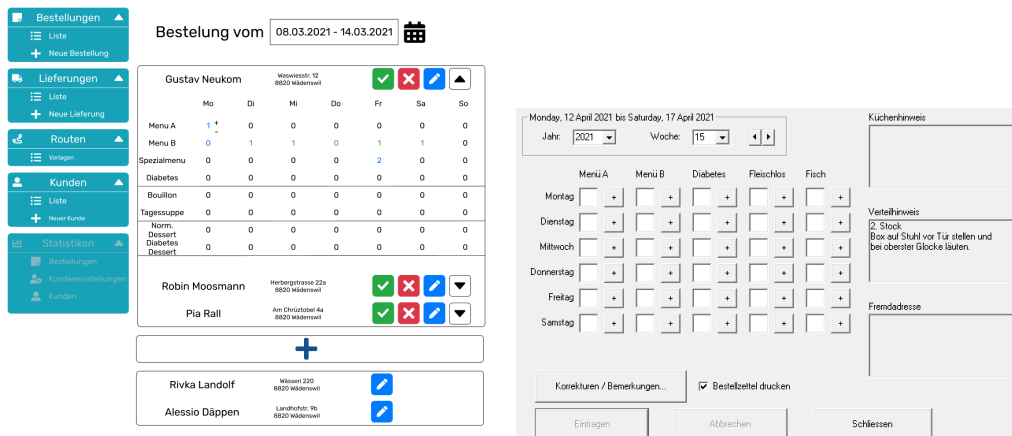 Bestellungen
Liste
Neue Bestellung
Lieferungen
Liste
Neue Lieferung
Routen
Vorlagen
Kunden
Liste
Neuer Kunde
Statistiken
Bestellungen
Kundeneinstellungen
Kunden
Bestelung vom 08.03.2021 - 14.03.2021
Gustav Neukom Waswiesstr. 12
8820 Wädenswil
Mo Di Mi Do Fr Sa So
Menu A 1 + - 0 0 0 0 0 0
Menu B 0 1 1 0 1 1 0
Spezialmenu 0 0 0 0 2 0 0
Diabetes 0 0 0 0 0 0 0
Bouillon 0 0 0 0 0 0 0
Tagessuppe 0 0 0 0 0 0 0
Norm. Dessert 0 0 0 0 0 0 0
Diabetes Dessert 0 0 0 0 0 0 0
Robin Moosmann Herbergstrasse 22a
8820 Wädenswil
Pia Rall Am Chrüztobel 4a
8820 Wädenswil
Rivka Landolf Wässeri 220
8820 Wädenswil
Alessio Däppen Landhofstr. 9b
8820 Wädenswil
Monday, 12 April 2021 bis Saturday, 17 April 2021
Jahr: 2021 Woche: 15
Menü A Menü B Diabetes Fleischlos Fisch
Montag + + + + +
Dienstag + + + + +
Mittwoch + + + + +
Donnerstag + + + + +
Freitag + + + + +
Samstag + + + + +
Küchenhinweis
Verteilhinweis
2. Stock
Box auf Stuhl vor Tür stellen und
bei oberster Glocke läuten.
Fremdadresse
Korrekturen / Bemerkungen... Bestellzettel drucken
Eintragen Abbrechen Schliessen